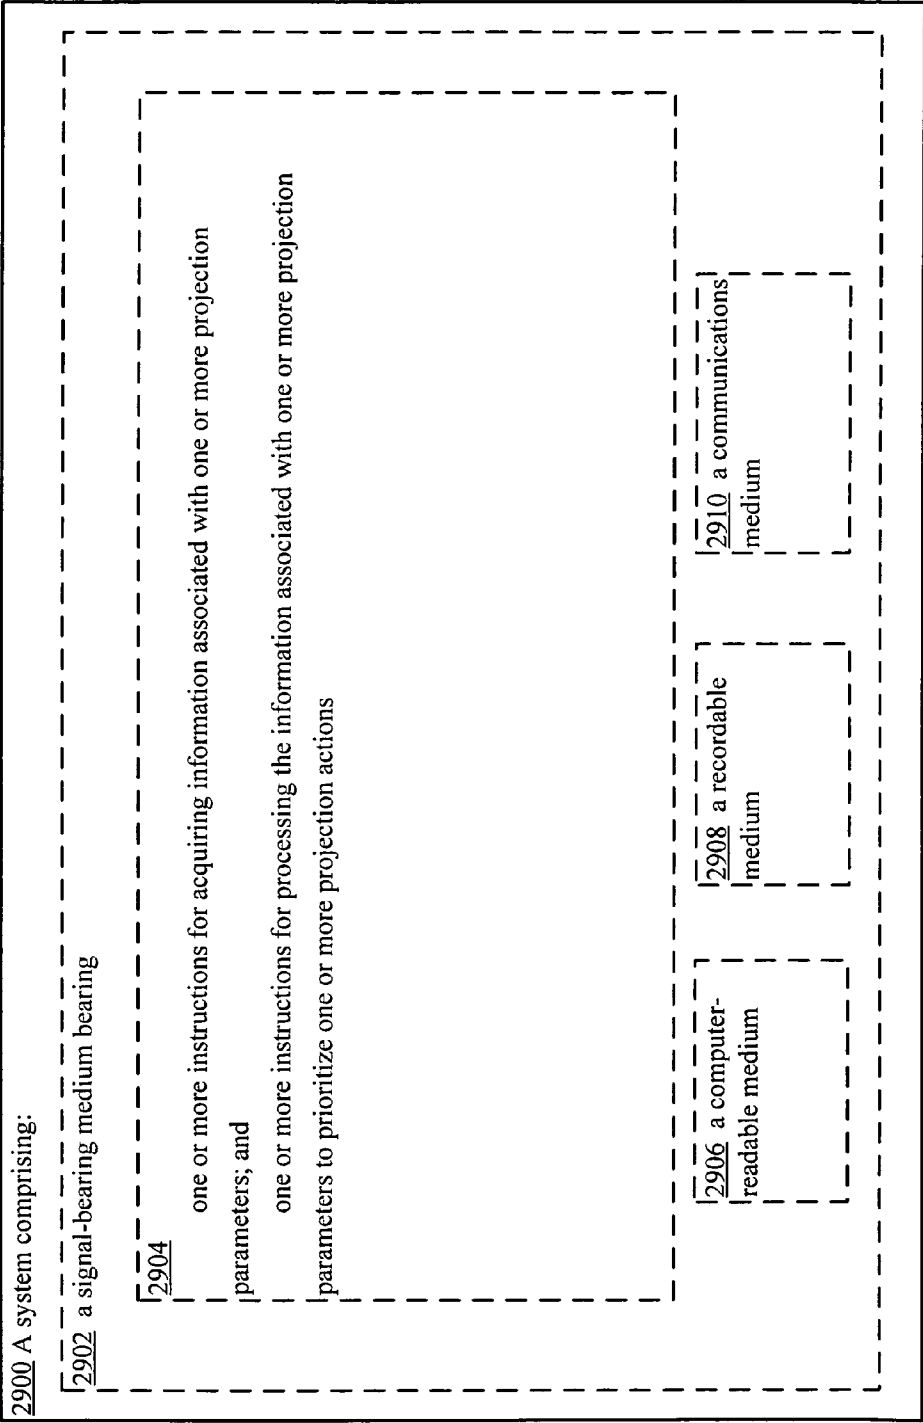 2900 A system comprising:
2902 a signal-bearing medium bearing
2904
one or more instructions for acquiring information associated with one or more projection
parameters; and
one or more instructions for processing the information associated with one or more projection
parameters to prioritize one or more projection actions
2906 a computer-
readable medium
2908 a recordable
medium
2910 a communications
medium